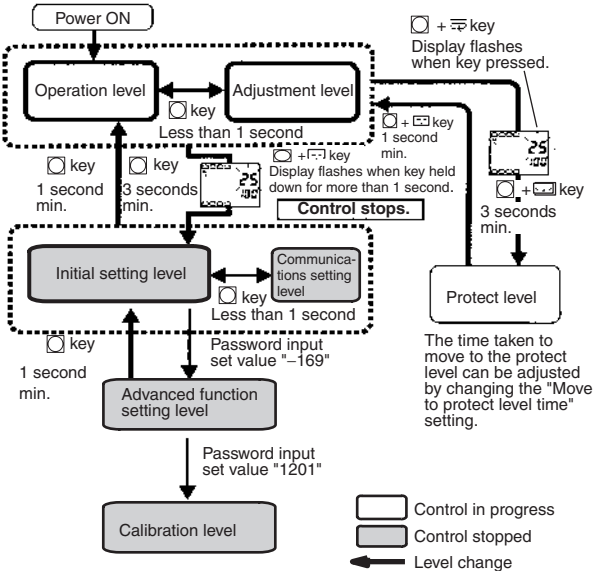 Power ON
Operation level
Adjustment level
key
Less than 1 second
+ key
Display flashes
when key pressed.
+ key
1 second
min.
25
100
+ key
3 seconds
min.
key
1 second
min.
key
3 seconds
min.
25
100
+ key
Display flashes when key held
down for more than 1 second.
Control stops.
Initial setting level
Communica-
tions setting
level
key
Less than 1 second
Protect level
The time taken to
move to the protect
level can be adjusted
by changing the "Move
to protect level time"
setting.
key
1 second
min.
Password input
set value "−169"
Advanced function
setting level
Password input
set value "1201"
Calibration level
Control in progress
Control stopped
Level change